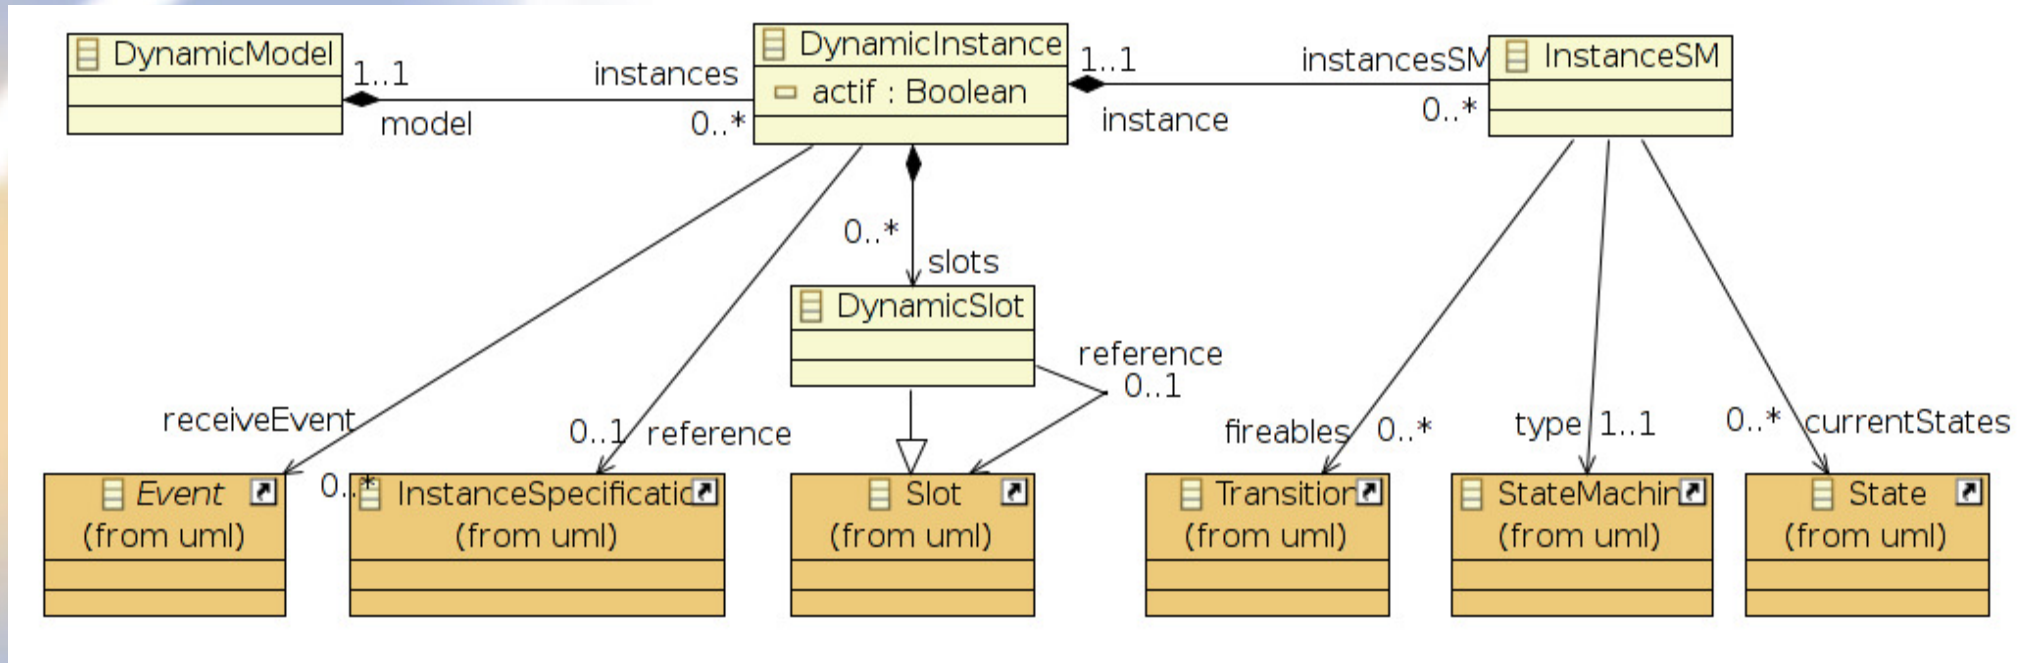 DynamicModel
1..1
model
instances
0..*
DynamicInstance
actif : Boolean
1..1
instance
instancesSM
0..*
InstanceSM
0..*
slots
DynamicSlot
reference
0..1
receiveEvent
0..*
0..1
reference
fireables
0..*
type
1..1
0..*
currentStates
Event
(from uml)
InstanceSpecificatic
(from uml)
Slot
(from uml)
Transition
(from uml)
StateMachin
(from uml)
State
(from uml)